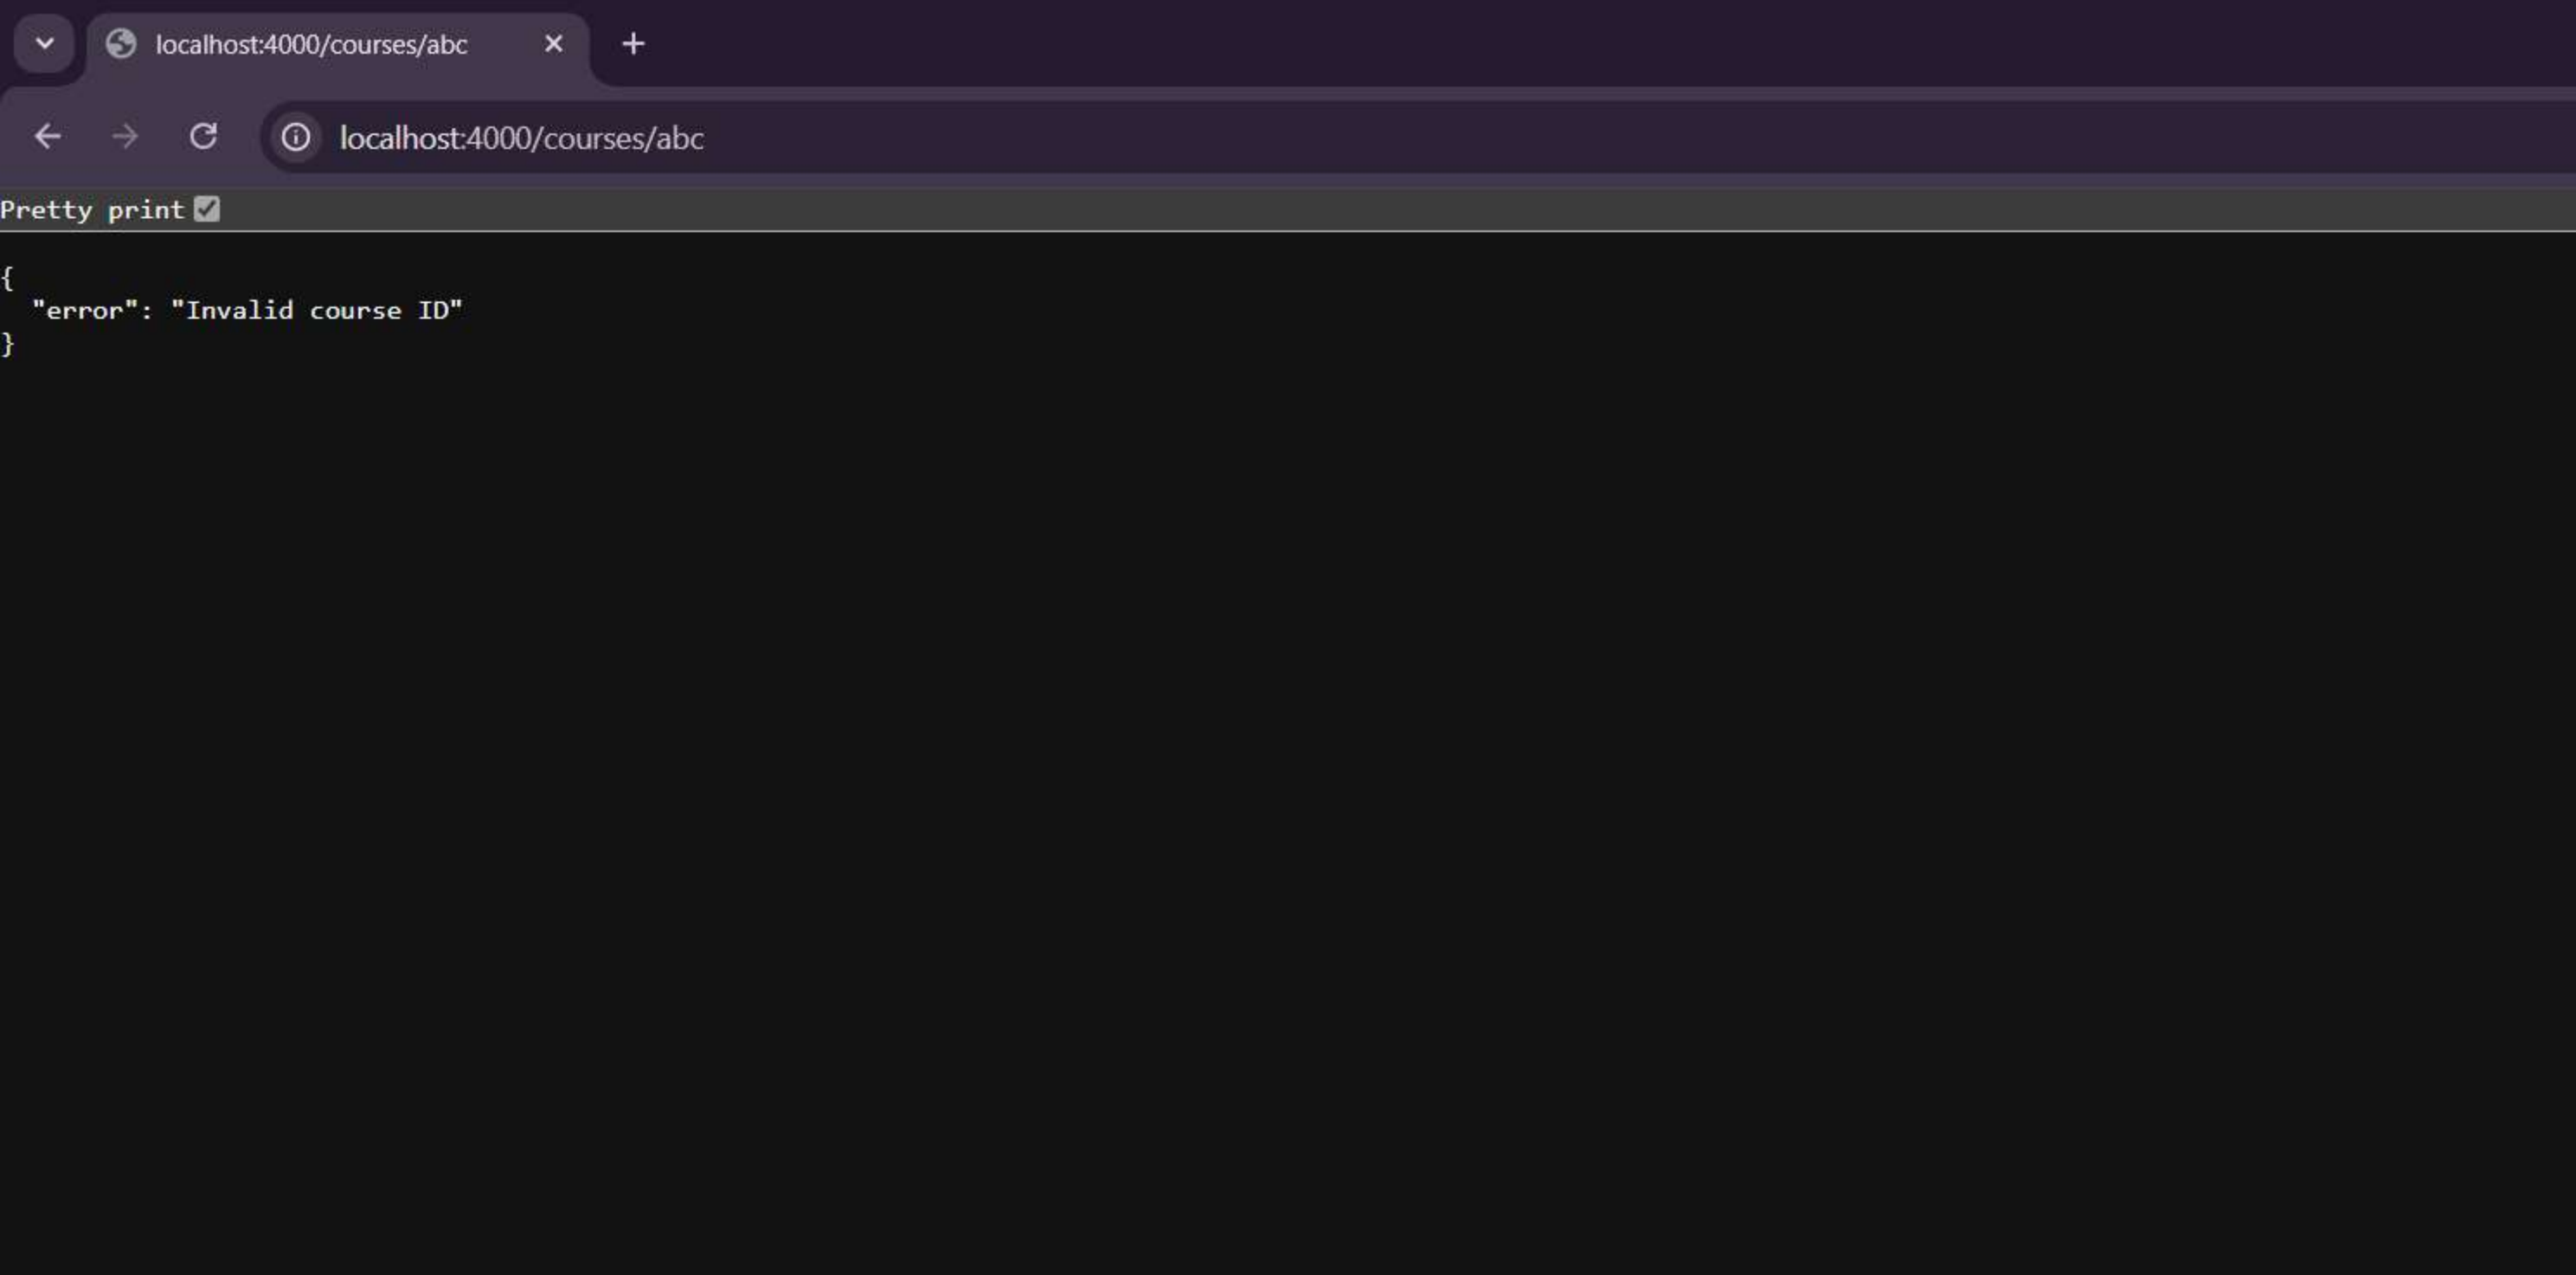 localhost:4000/courses/abc
localhost:4000/courses/abc
Pretty print
{
  "error": "Invalid course ID"
}